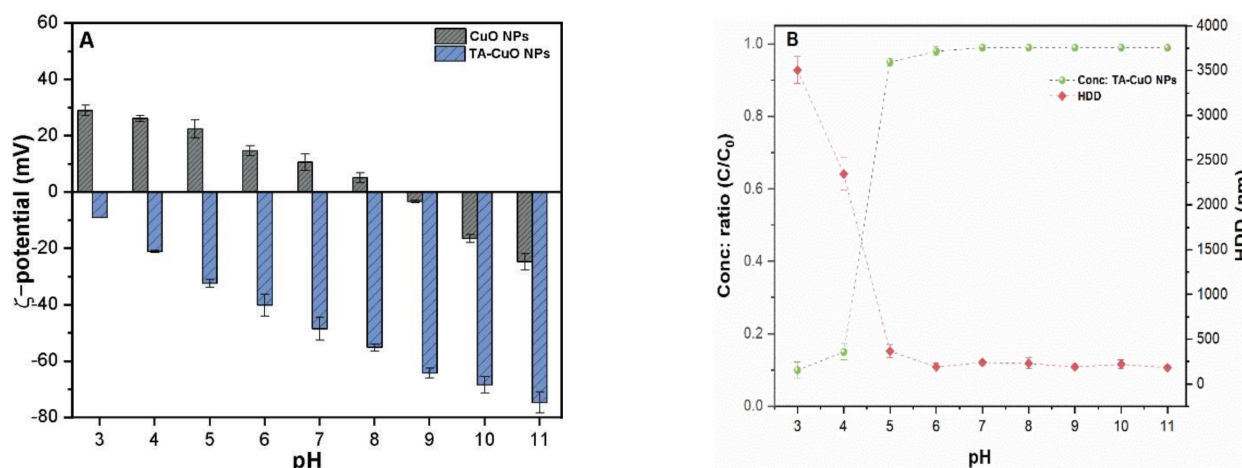 A
CuO NPs
TA-CuO NPs
60
40
20
0
-20
-40
-60
-80
ζ-potential (mV)
3 4 5 6 7 8 9 10 11
pH
B
Conc: TA-CuO NPs
HDD
1.0
0.8
0.6
0.4
0.2
0.0
Conc: ratio (C/C₀)
4000
3500
3000
2500
2000
1500
1000
500
0
HDD (nm)
3 4 5 6 7 8 9 10 11
pH